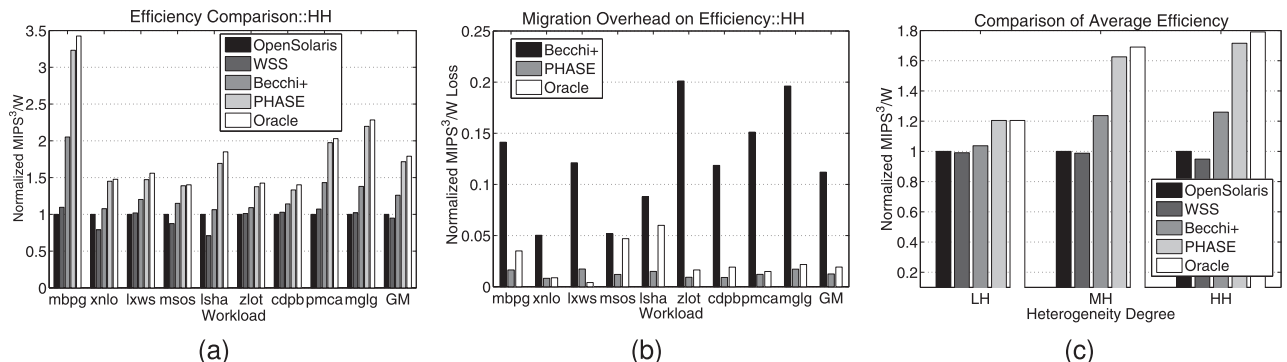 Efficiency Comparison::HH
3.5
3
2.5
2
1.5
1
0.5
0
Normalized MIPS³/W
OpenSolaris
WSS
Becchi+
PHASE
Oracle
mbpg xnlo lxws msos lsha zlot cdpb pmca mglg GM
Workload
(a)
Migration Overhead on Efficiency::HH
0.25
0.2
0.15
0.1
0.05
0
Normalized MIPS³/W Loss
Becchi+
PHASE
Oracle
mbpg xnlo lxws msos lsha zlot cdpb pmca mglg GM
Workload
(b)
Comparison of Average Efficiency
1.8
1.6
1.4
1.2
1
0.8
0.6
0.4
0.2
Normalized MIPS³/W
OpenSolaris
WSS
Becchi+
PHASE
Oracle
LH MH HH
Heterogeneity Degree
(c)